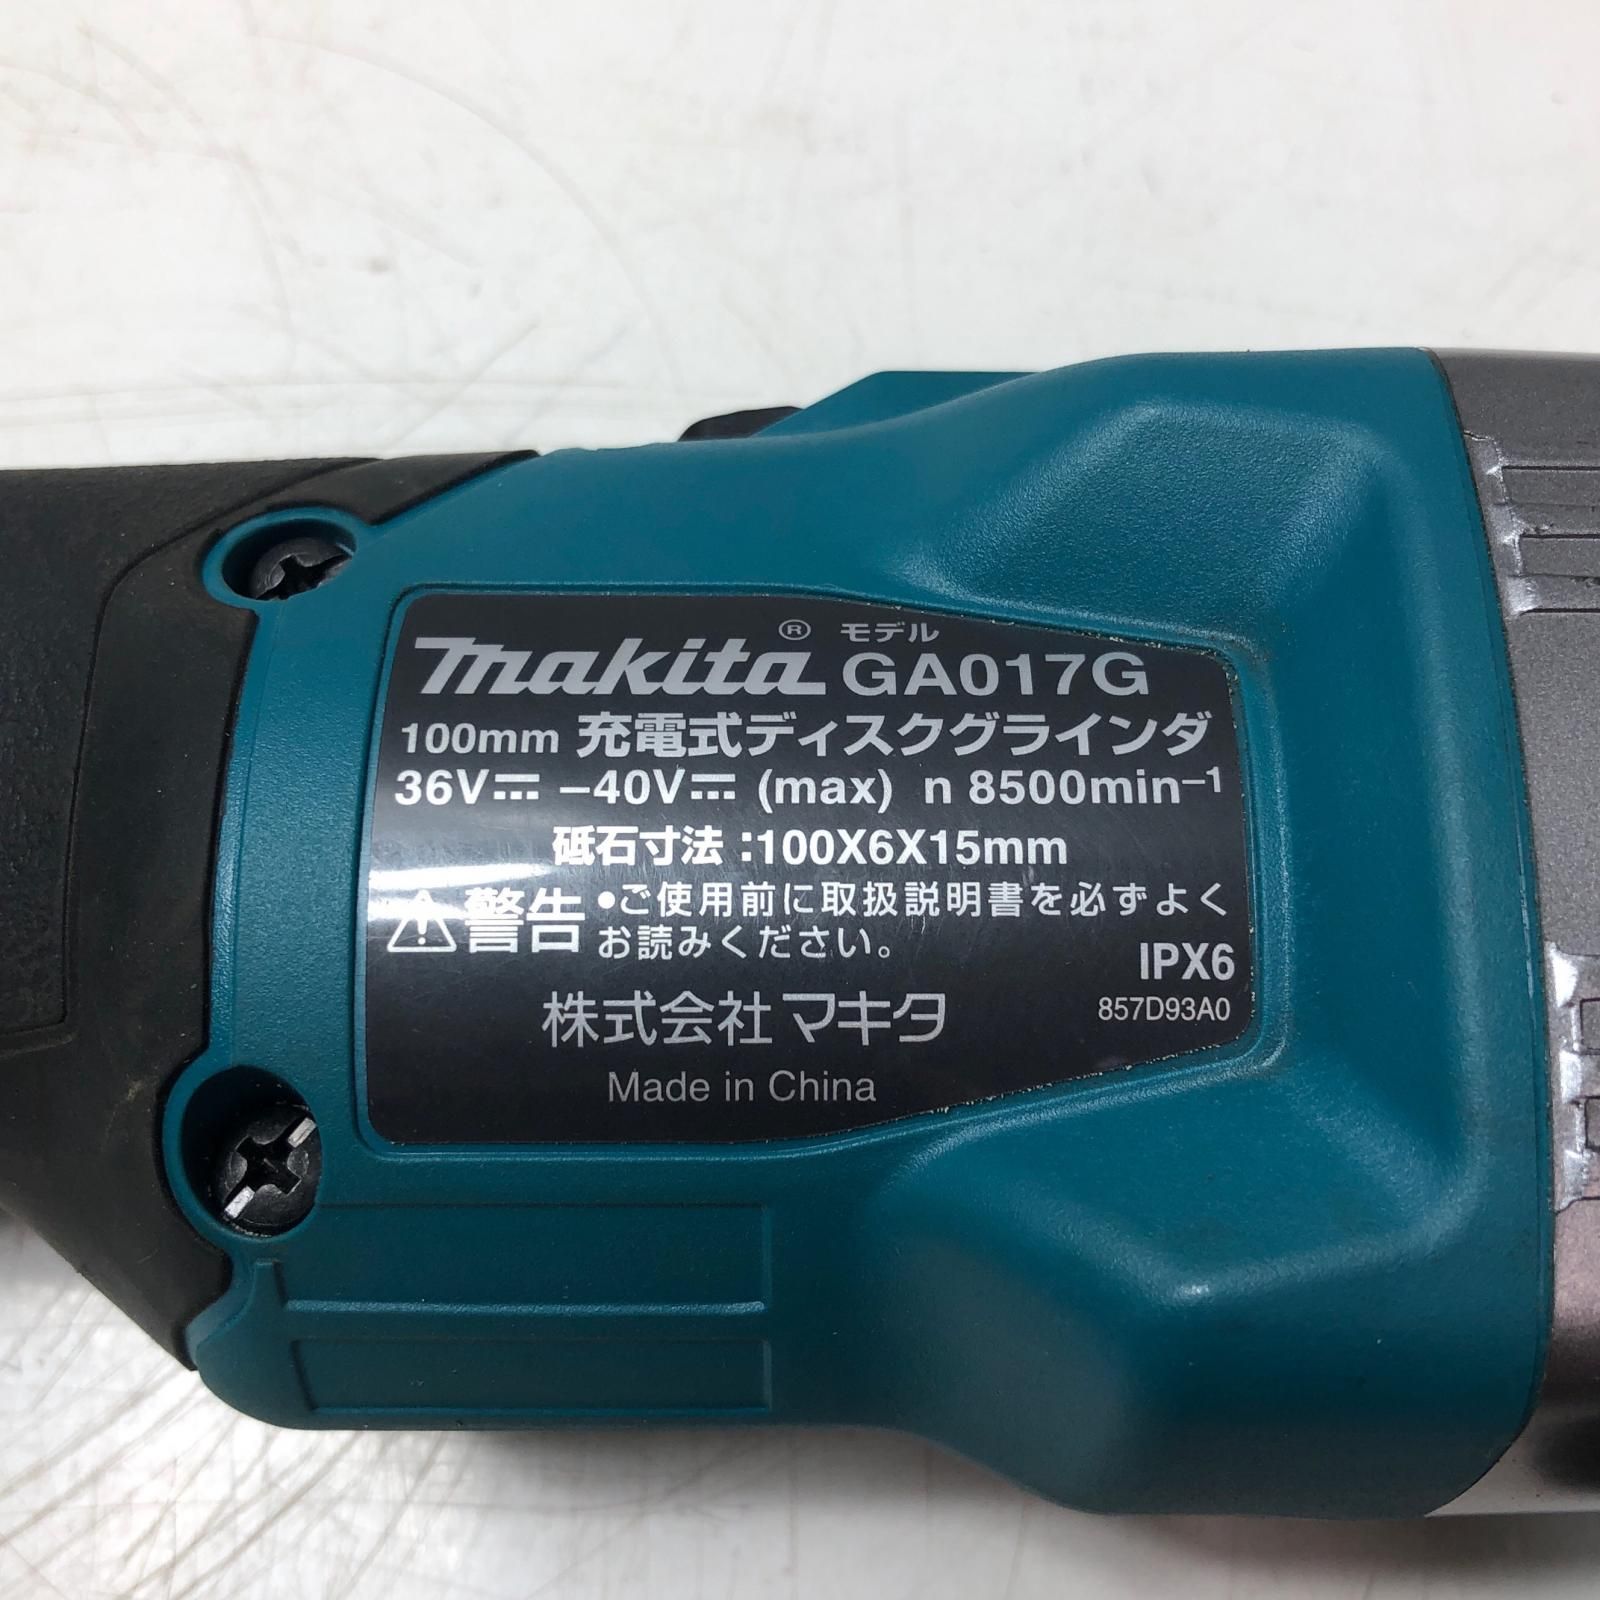 makita® モデル GA017G
100mm 充電式ディスクグラインダ
36V⎓ –40V⎓ (max) n 8500min⁻¹
砥石寸法:100X6X15mm
⚠警告 •ご使用前に取扱説明書を必ずよく
お読みください。
IPX6
857D93A0
株式会社マキタ
Made in China